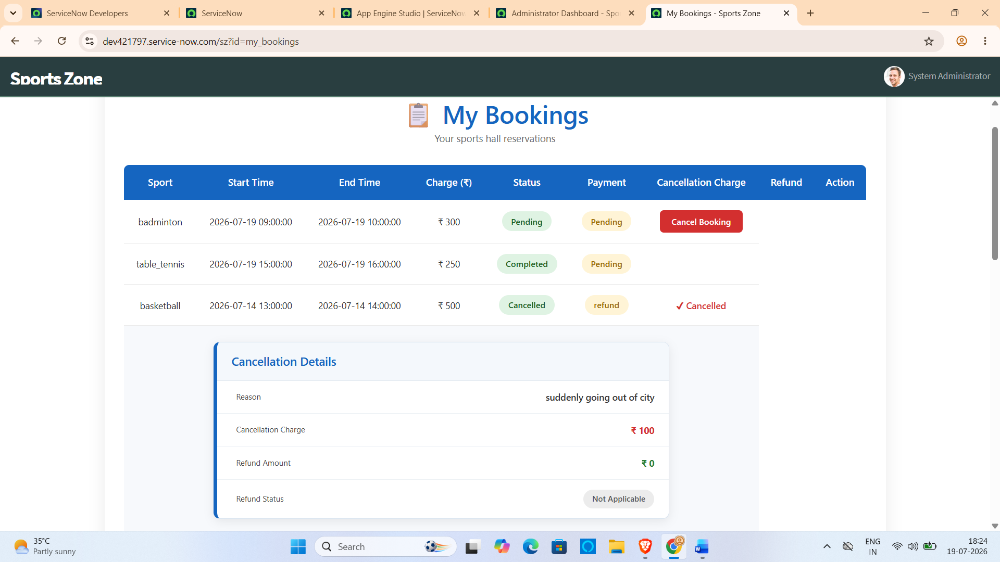 ServiceNow Developers
ServiceNow
App Engine Studio | ServiceNow
Administrator Dashboard - Spo
My Bookings - Sports Zone
dev421797.service-now.com/sz?id=my_bookings
Sports Zone
System Administrator
My Bookings
Your sports hall reservations
Sport Start Time End Time Charge (₹) Status Payment Cancellation Charge Refund Action
badminton 2026-07-19 09:00:00 2026-07-19 10:00:00 ₹ 300 Pending Pending Cancel Booking
table_tennis 2026-07-19 15:00:00 2026-07-19 16:00:00 ₹ 250 Completed Pending
basketball 2026-07-14 13:00:00 2026-07-14 14:00:00 ₹ 500 Cancelled refund ✓ Cancelled
Cancellation Details
Reason suddenly going out of city
Cancellation Charge ₹ 100
Refund Amount ₹ 0
Refund Status Not Applicable
35°C
Partly sunny
Search
ENG
IN
18:24
19-07-2026